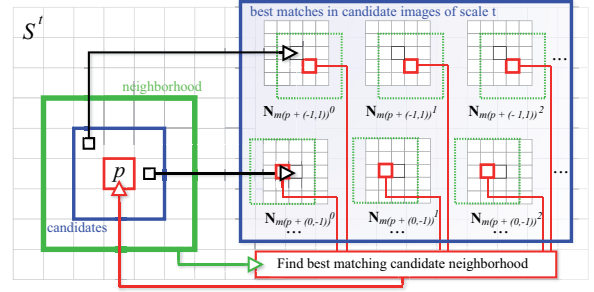 S^t
best matches in candidate images of scale t
neighborhood
p
candidates
N_m(p + (-1,1))^0
N_m(p + (-1,1))^1
N_m(p + (-1,1))^2
...
N_m(p + (0,-1))^0
N_m(p + (0,-1))^1
N_m(p + (0,-1))^2
...
... ... ...
Find best matching candidate neighborhood